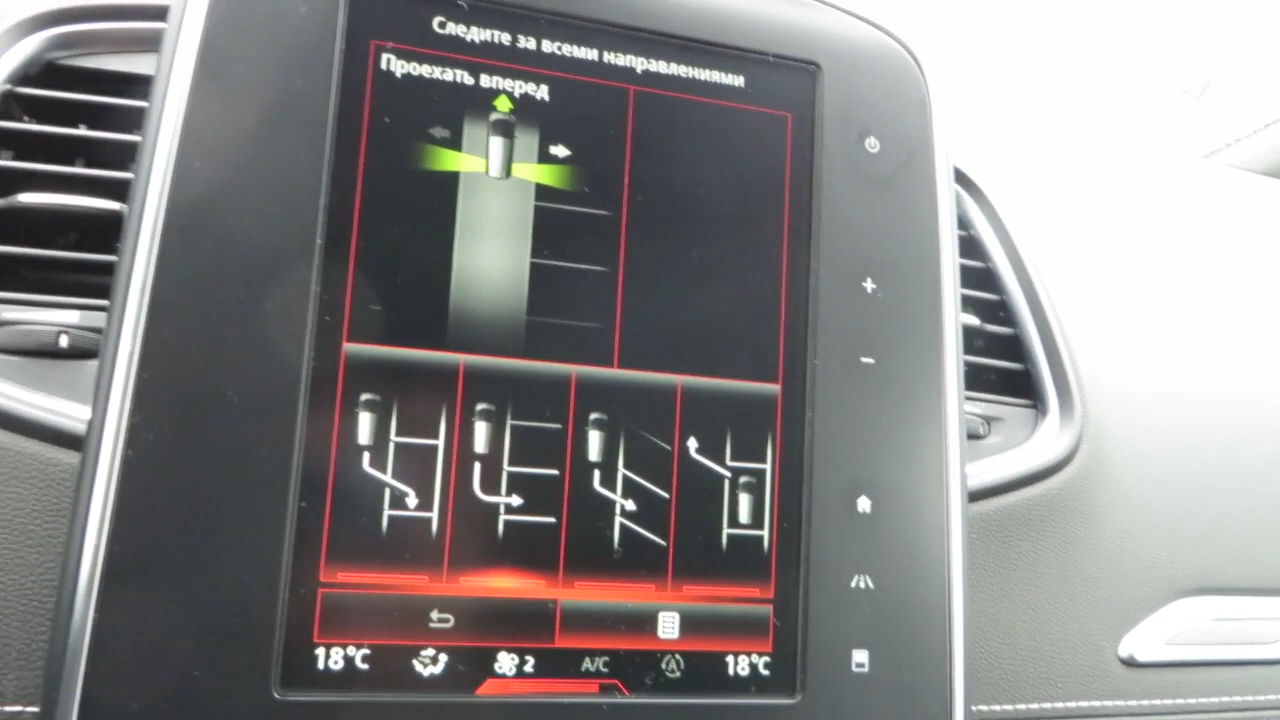 Следите за всеми направлениями
Проехать вперед
18°C 2 A/C A 18°C